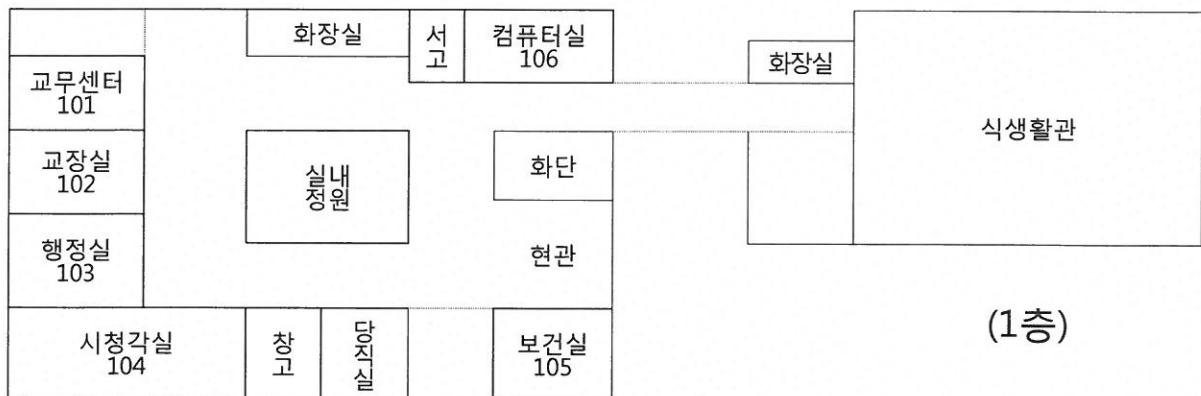 화장실
서고
컴퓨터실
106
화장실
교무센터
101
식생활관
교장실
102
실내
정원
화단
행정실
103
현관
시청각실
104
창고
당직실
보건실
105
(1층)